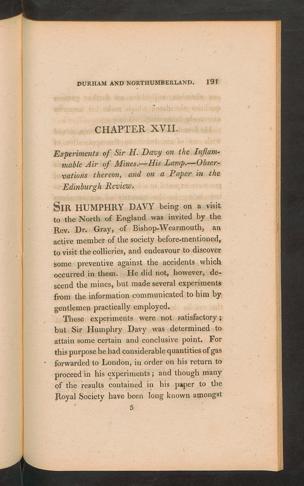 DURHAM AND NORTHUMBERLAND. 191
CHAPTER XVII.
Experiments of Sir H. Davy on the Inflam-
mable Air of Mines.—His Lamp.—Obser-
vations thereon, and on a Paper in the
Edinburgh Review.
SIR HUMPHRY DAVY being on a visit
to the North of England was invited by the
Rev. Dr. Gray, of Bishop-Wearmouth, an
active member of the society before-mentioned,
to visit the collieries, and endeavour to discover
some preventive against the accidents which
occurred in them. He did not, however, de-
scend the mines, but made several experiments
from the information communicated to him by
gentlemen practically employed.
These experiments were not satisfactory;
but Sir Humphry Davy was determined to
attain some certain and conclusive point. For
this purpose he had considerable quantities of gas
forwarded to London, in order on his return to
proceed in his experiments; and though many
of the results contained in his paper to the
Royal Society have been long known amongst
5